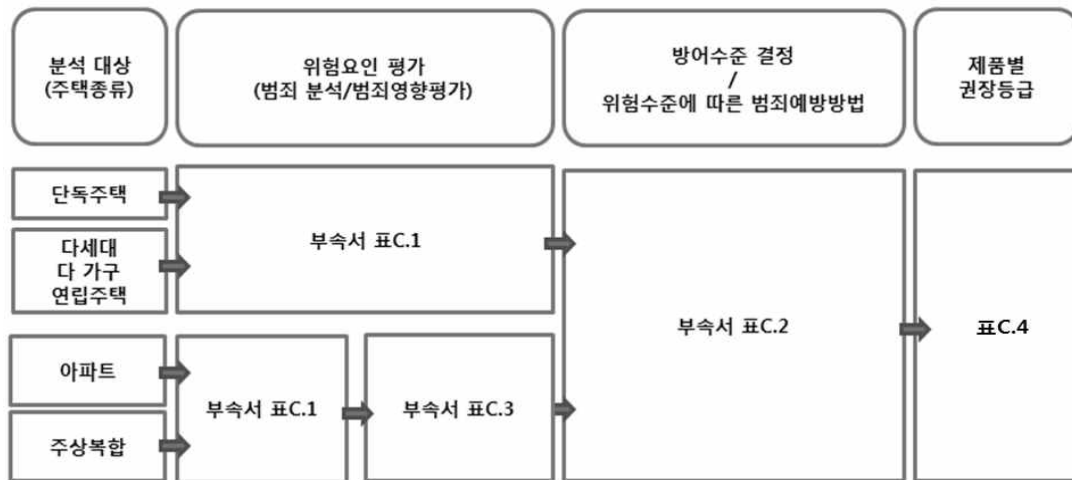 분석 대상
(주택종류)
위험요인 평가
(범죄 분석/범죄영향평가)
방어수준 결정
/
위험수준에 따른 범죄예방방법
제품별
권장등급
단독주택
다세대
다 가구
연립주택
부속서 표C.1
아파트
주상복합
부속서 표C.1
부속서 표C.3
부속서 표C.2
표C.4